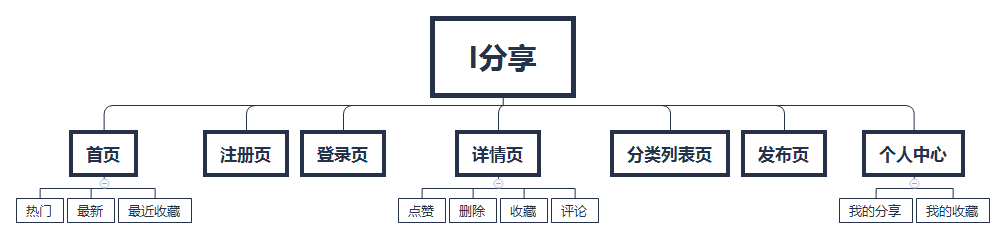 I分享
首页
注册页
登录页
详情页
分类列表页
发布页
个人中心
热门
最新
最近收藏
点赞
删除
收藏
评论
我的分享
我的收藏